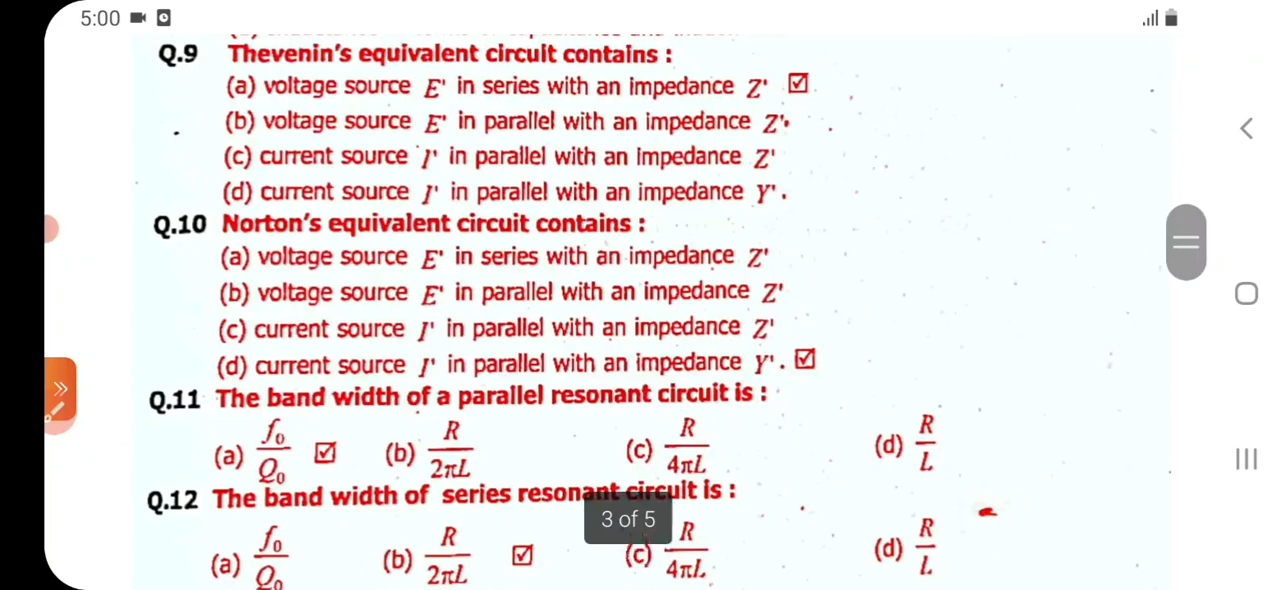 5:00
Q.9 Thevenin's equivalent circuit contains :
(a) voltage source E' in series with an impedance Z' ☑
(b) voltage source E' in parallel with an impedance Z'.
(c) current source I' in parallel with an impedance Z'
(d) current source I' in parallel with an impedance Y'.
Q.10 Norton's equivalent circuit contains :
(a) voltage source E' in series with an impedance Z'
(b) voltage source E' in parallel with an impedance Z'
(c) current source I' in parallel with an impedance Z'
(d) current source I' in parallel with an impedance Y'. ☑
Q.11 The band width of a parallel resonant circuit is :
(a) f₀/Q₀ ☑ (b) R/2πL (c) R/4πL (d) R/L
Q.12 The band width of series resonant circuit is :
3 of 5
(a) f₀/Q₀ (b) R/2πL ☑ (c) R/4πL (d) R/L